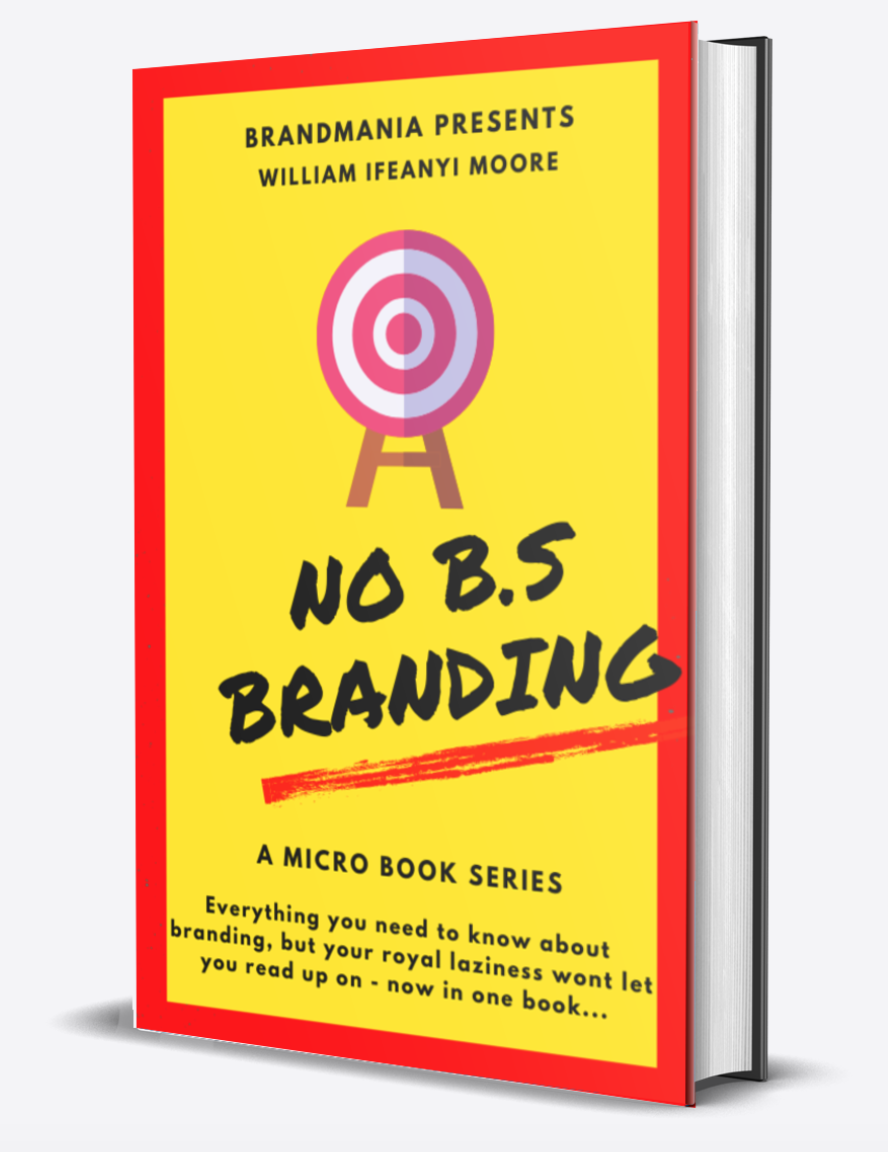 BRANDMANIA PRESENTS
WILLIAM IFEANYI MOORE
NO B.S
BRANDING
A MICRO BOOK SERIES
Everything you need to know about
branding, but your royal laziness wont let
you read up on - now in one book...